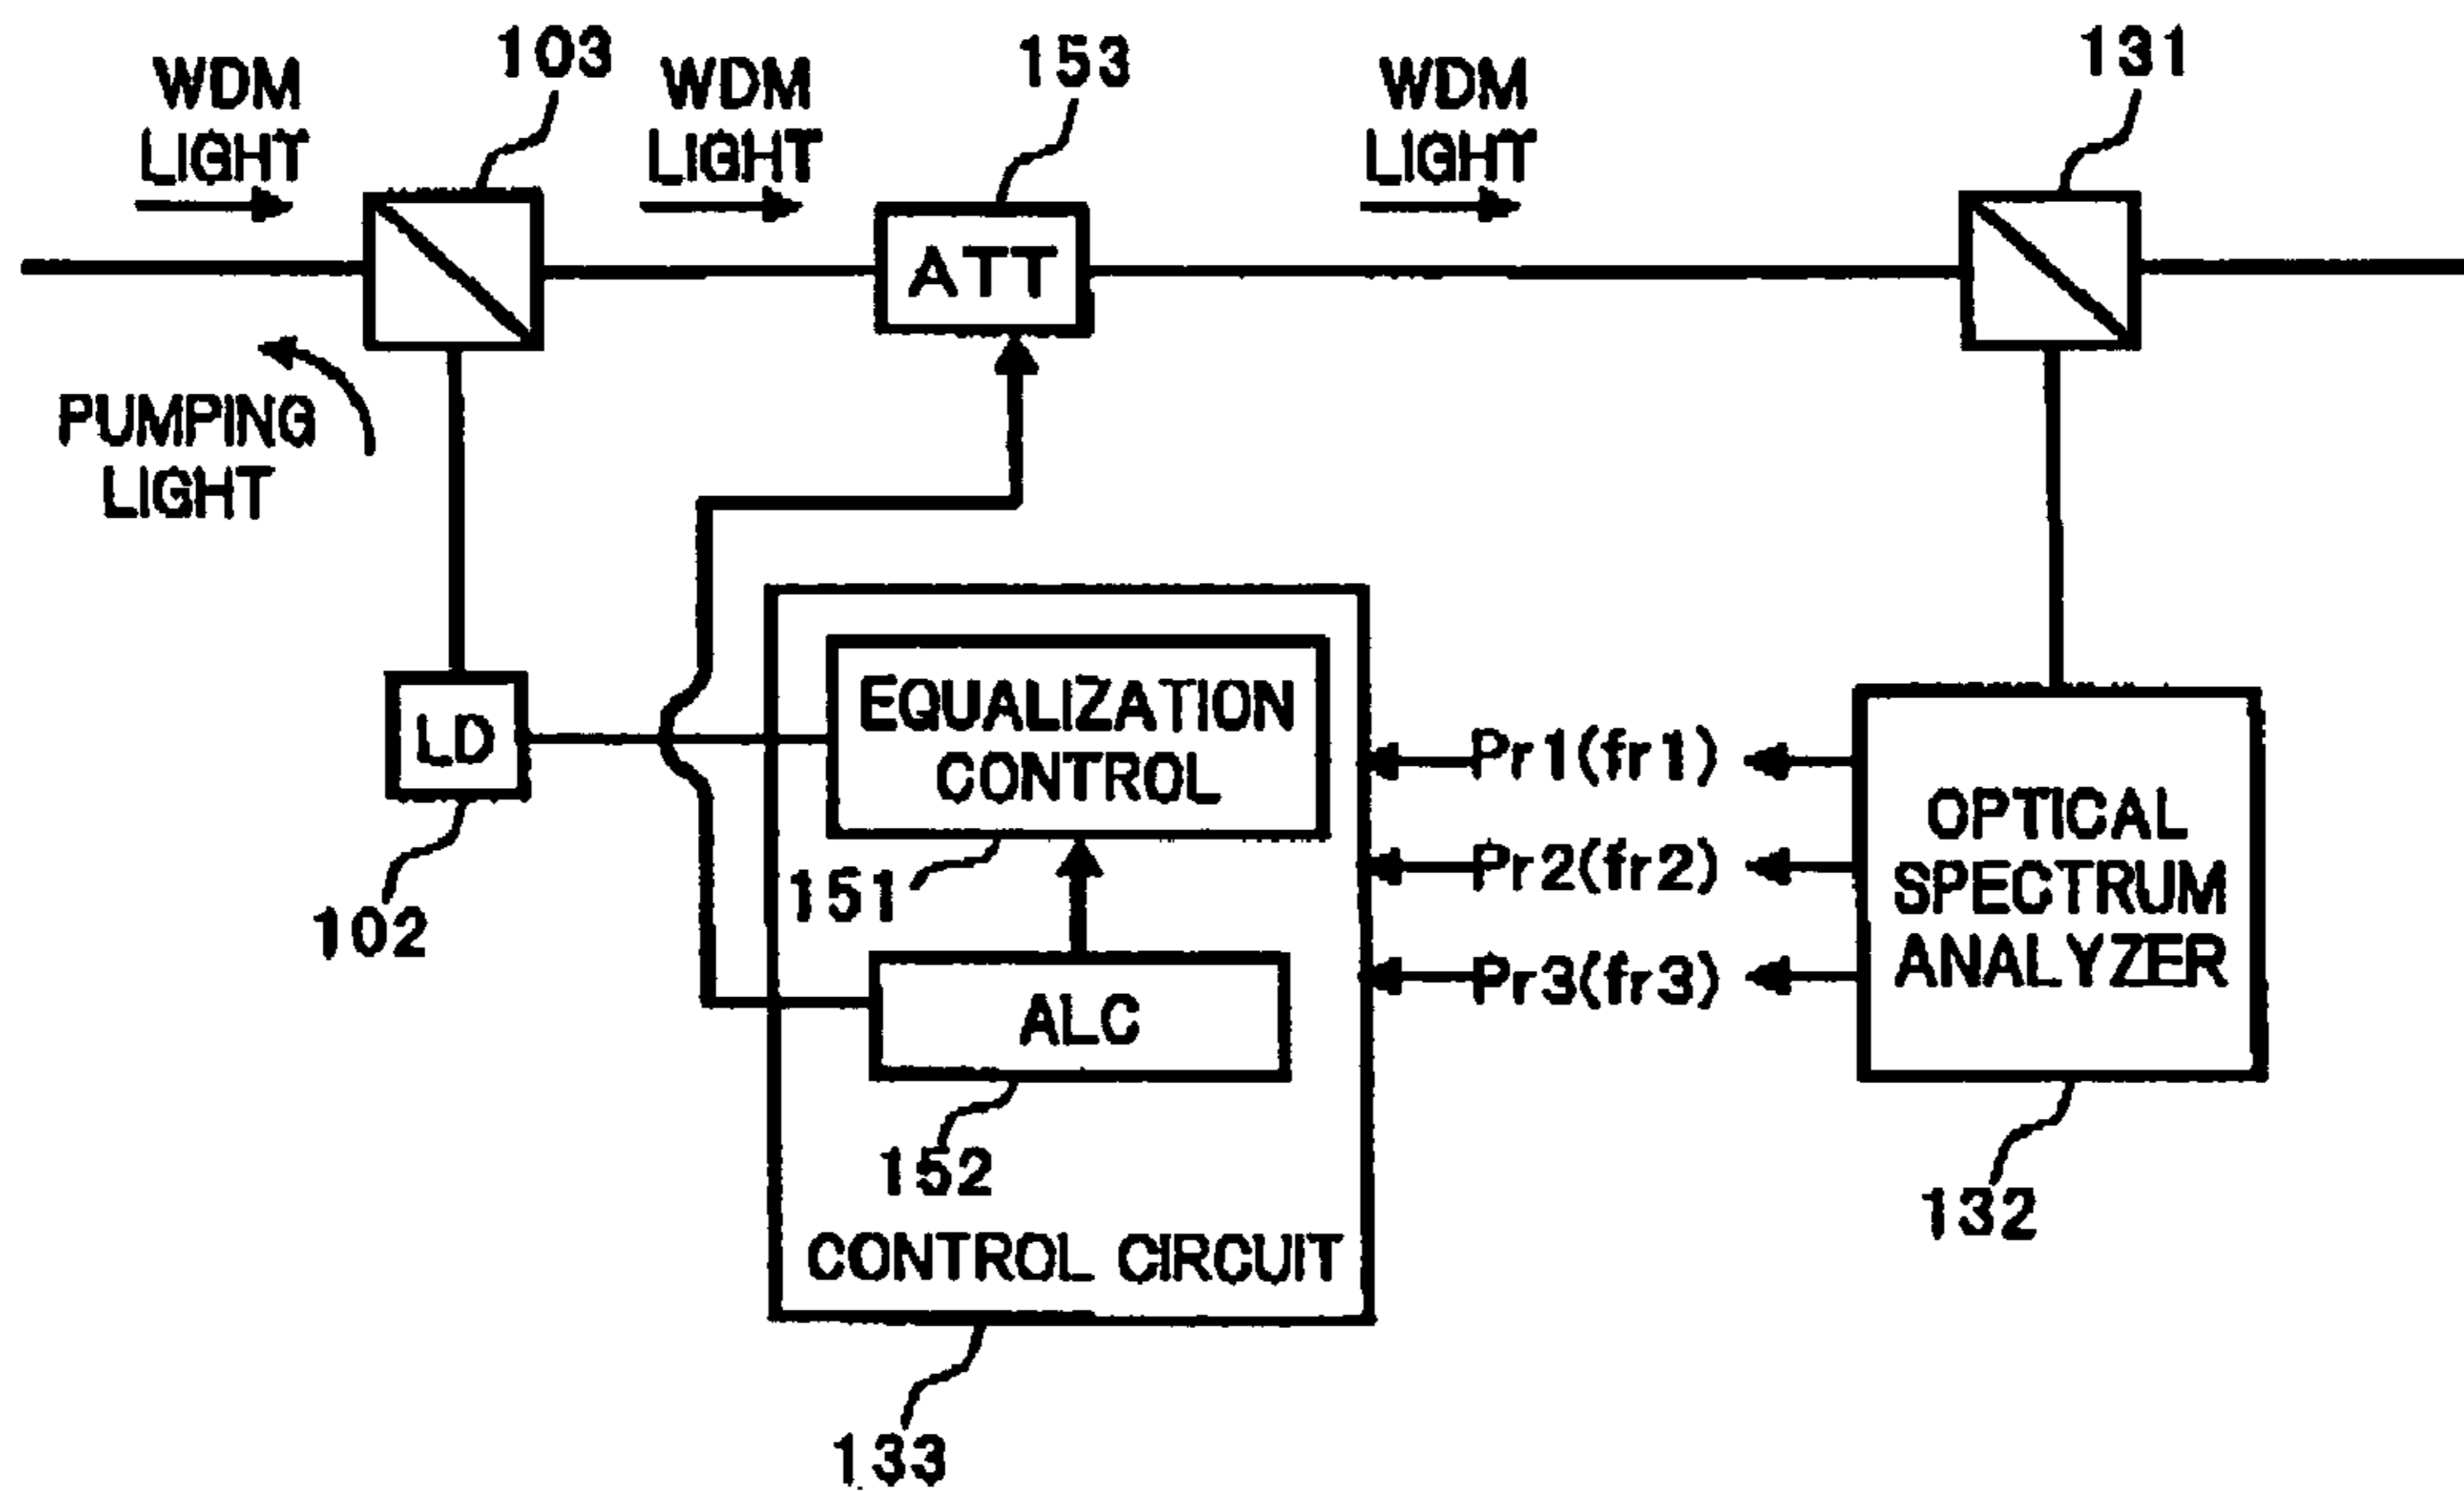 103
153
131
WDM
LIGHT
WDM
LIGHT
WDM
LIGHT
ATT
PUMPING
LIGHT
LD
102
EQUALIZATION
CONTROL
151
ALC
152
CONTROL CIRCUIT
133
Pr1(fr1)
Pr2(fr2)
Pr3(fr3)
OPTICAL
SPECTRUM
ANALYZER
132